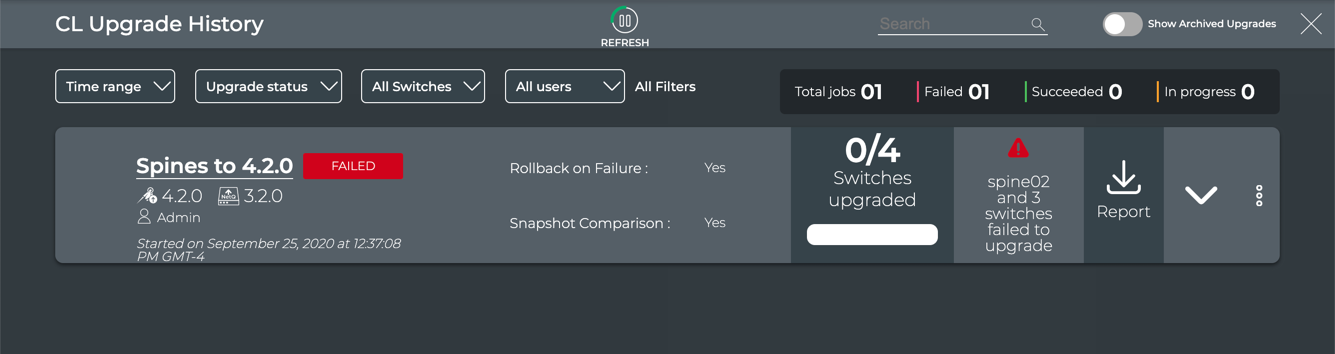 CL Upgrade History
REFRESH
Search
Show Archived Upgrades
Time range
Upgrade status
All Switches
All users
All Filters
Total jobs 01
Failed 01
Succeeded 0
In progress 0
Spines to 4.2.0
FAILED
4.2.0
NetQ
3.2.0
Admin
Started on September 25, 2020 at 12:37:08
PM GMT-4
Rollback on Failure :
Yes
Snapshot Comparison :
Yes
0/4
Switches
upgraded
spine02
and 3
switches
failed to
upgrade
Report